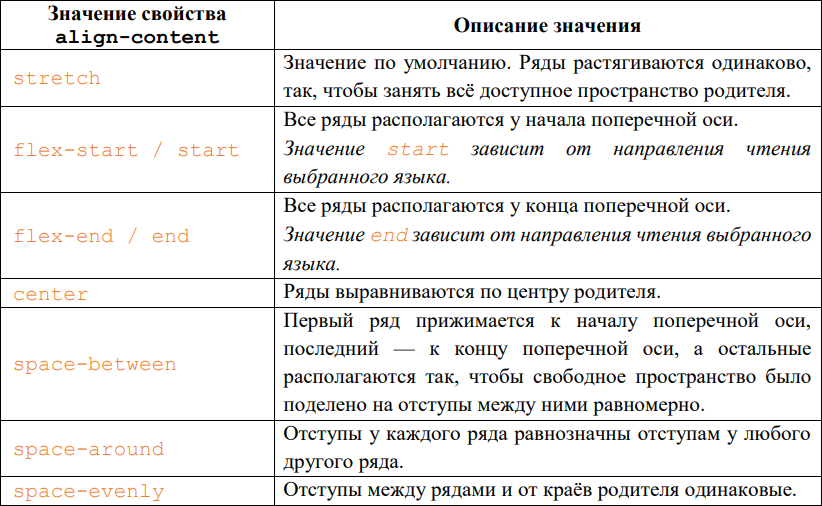 Значение свойства
align-content
Описание значения
stretch
Значение по умолчанию. Ряды растягиваются одинаково,
так, чтобы занять всё доступное пространство родителя.
flex-start / start
Все ряды располагаются у начала поперечной оси.
Значение start зависит от направления чтения
выбранного языка.
flex-end / end
Все ряды располагаются у конца поперечной оси.
Значение end зависит от направления чтения выбранного
языка.
center
Ряды выравниваются по центру родителя.
space-between
Первый ряд прижимается к началу поперечной оси,
последний — к концу поперечной оси, а остальные
располагаются так, чтобы свободное пространство было
поделено на отступы между ними равномерно.
space-around
Отступы у каждого ряда равнозначны отступам у любого
другого ряда.
space-evenly
Отступы между рядами и от краёв родителя одинаковые.